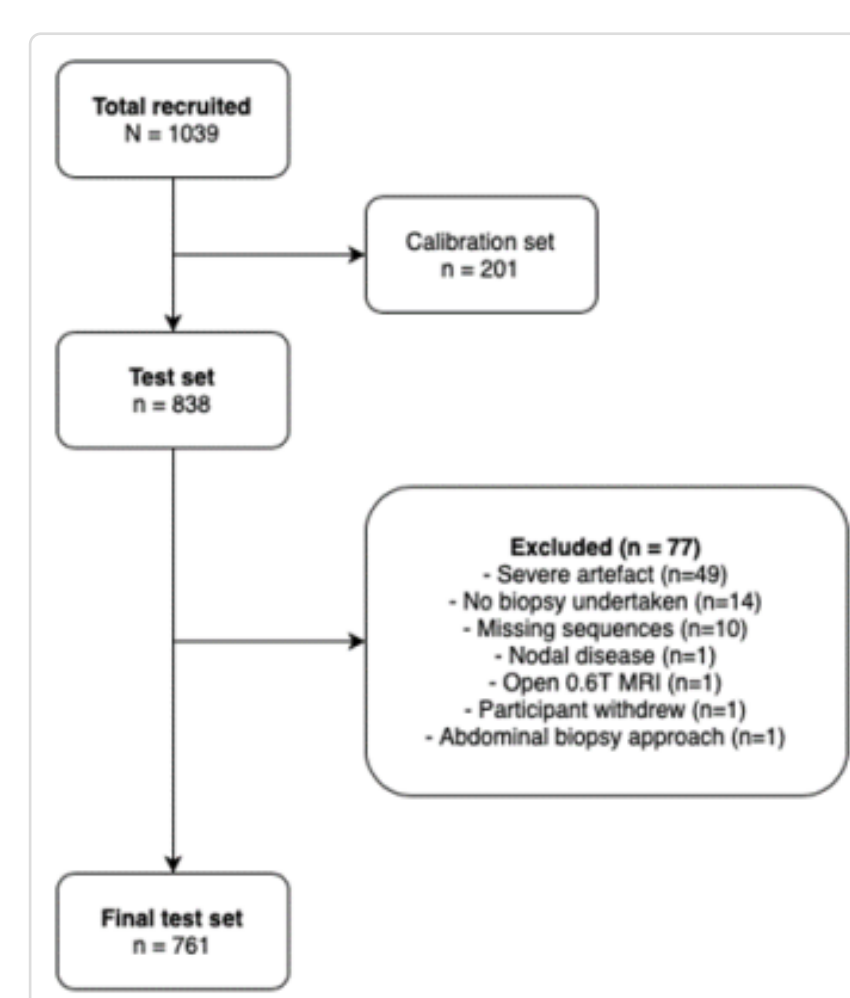 Total recruited
N = 1039
Calibration set
n = 201
Test set
n = 838
Excluded (n = 77)
- Severe artefact (n=49)
- No biopsy undertaken (n=14)
- Missing sequences (n=10)
- Nodal disease (n=1)
- Open 0.6T MRI (n=1)
- Participant withdrew (n=1)
- Abdominal biopsy approach (n=1)
Final test set
n = 761